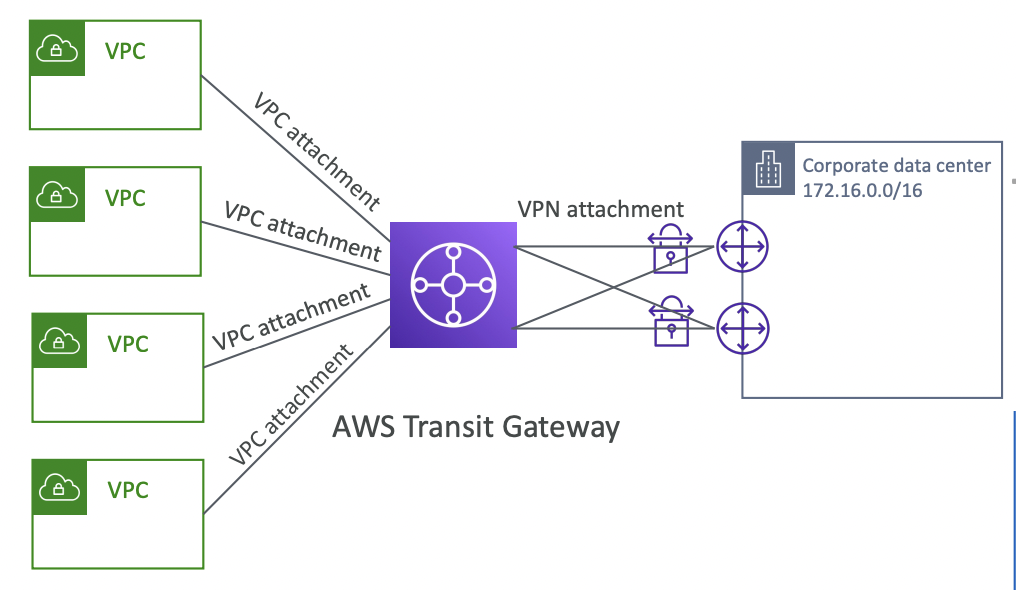 VPC
VPC attachment
VPC
VPC attachment
VPC
VPC attachment
VPC
VPC attachment
AWS Transit Gateway
VPN attachment
Corporate data center
172.16.0.0/16